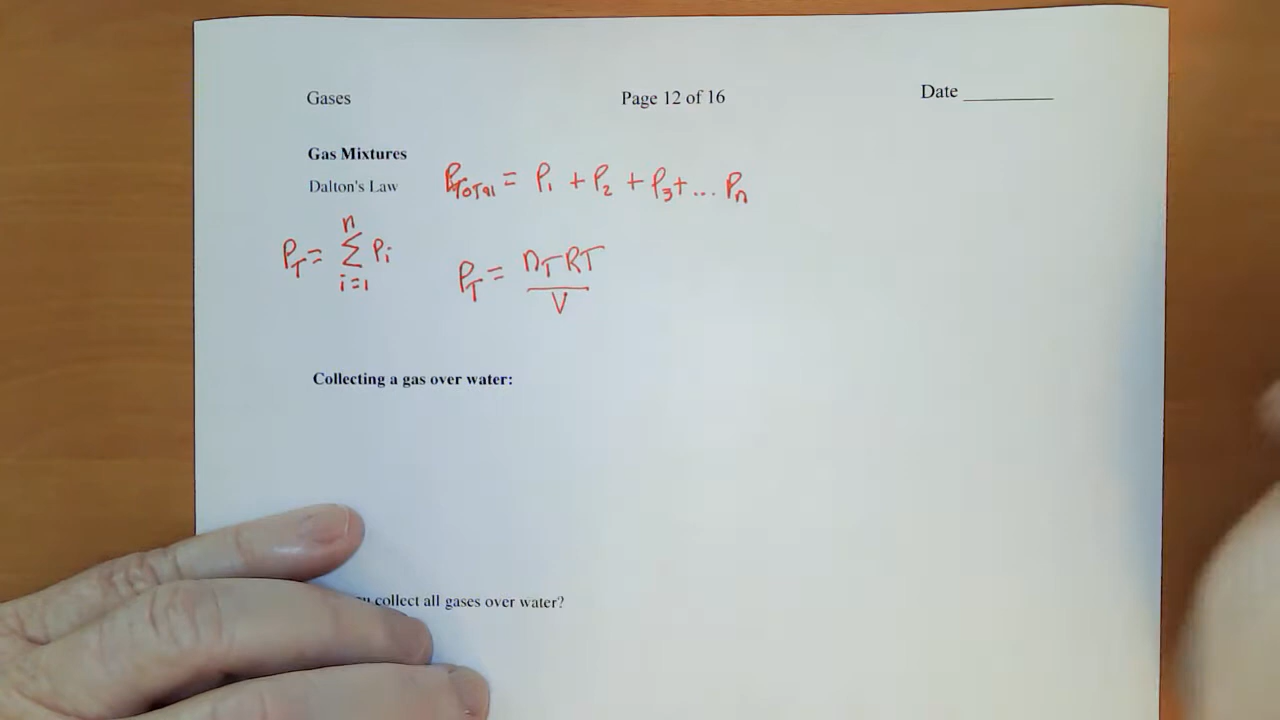 Gases Page 12 of 16 Date ________
Gas Mixtures
Dalton's Law P_Total = P₁ + P₂ + P₃ + ... Pₙ
P_T = Σ_{i=1}^{n} Pᵢ P_T = n_T RT / V
Collecting a gas over water:
collect all gases over water?